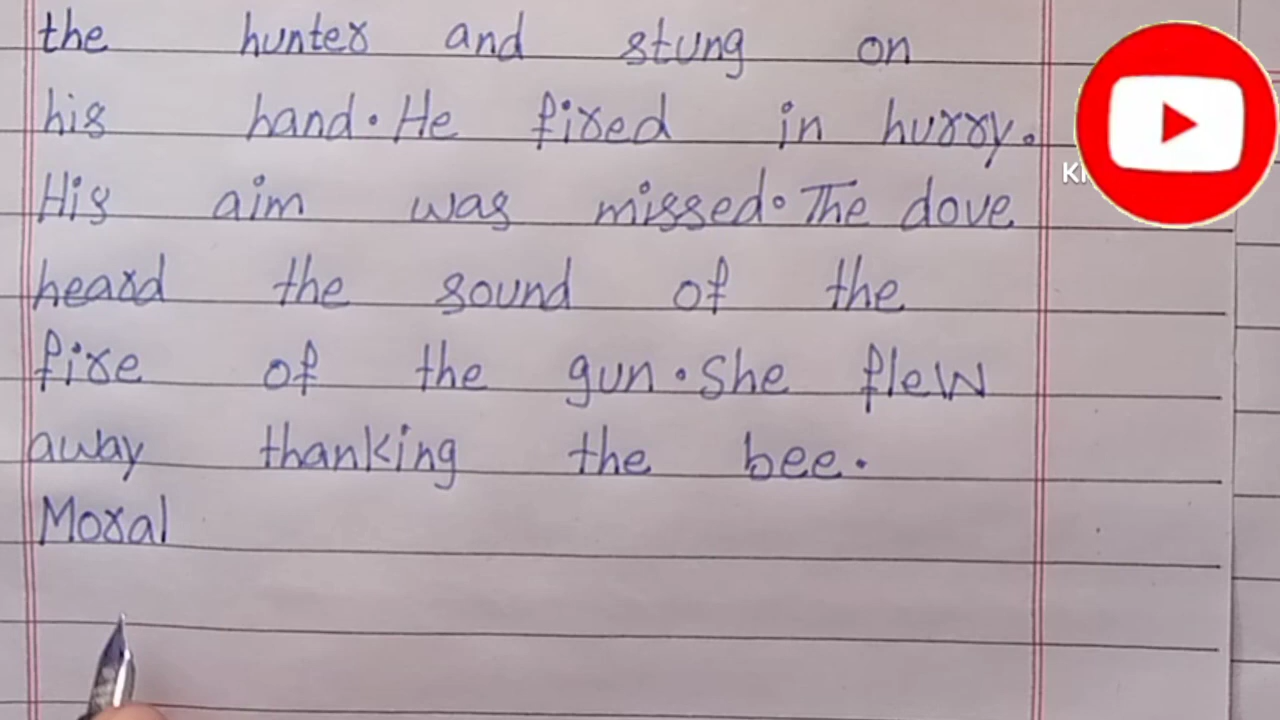 the hunter and stung on
his hand. He fired in hurry.
His aim was missed. The dove
heard the sound of the
fire of the gun. She flew
away thanking the bee.
Moral